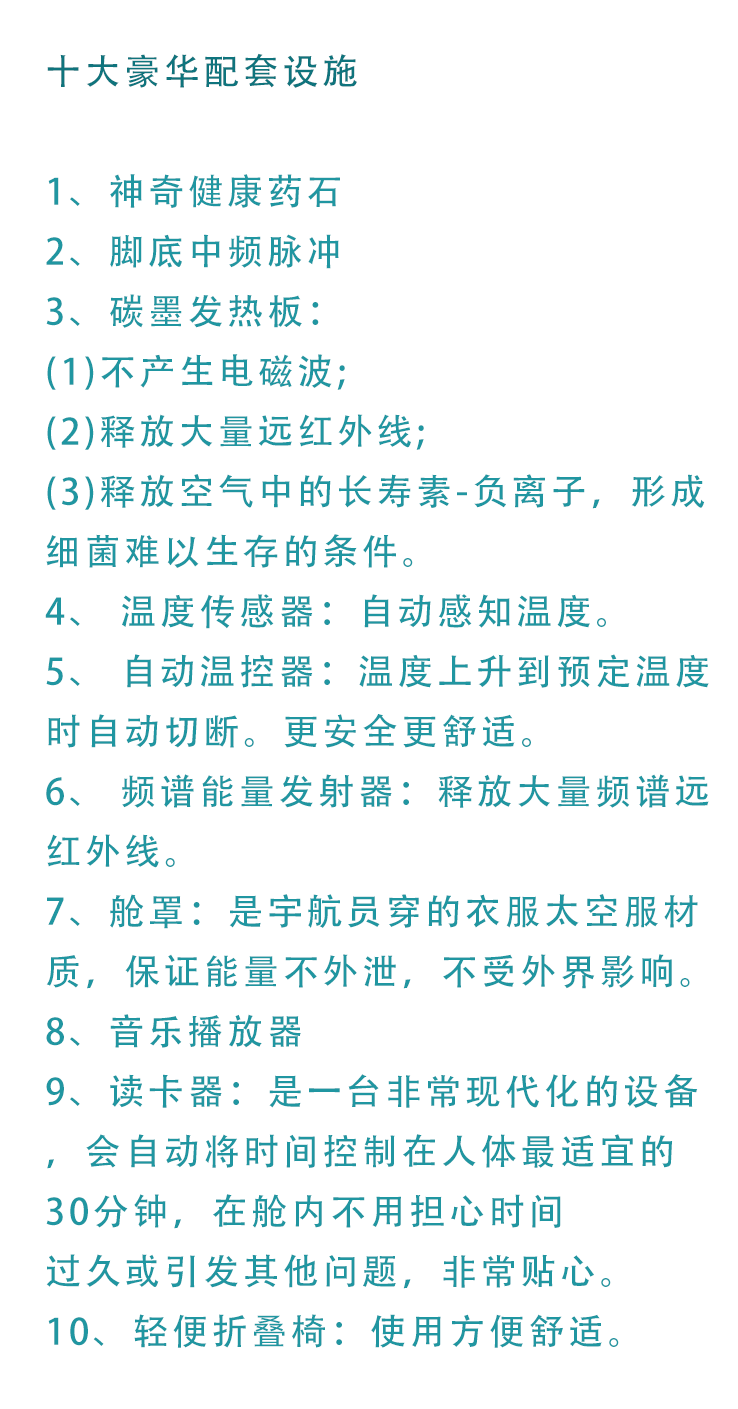 十大豪华配套设施
1、神奇健康药石
2、脚底中频脉冲
3、碳墨发热板：
(1)不产生电磁波;
(2)释放大量远红外线;
(3)释放空气中的长寿素-负离子，形成
细菌难以生存的条件。
4、 温度传感器：自动感知温度。
5、 自动温控器：温度上升到预定温度
时自动切断。更安全更舒适。
6、 频谱能量发射器：释放大量频谱远
红外线。
7、舱罩：是宇航员穿的衣服太空服材
质，保证能量不外泄，不受外界影响。
8、音乐播放器
9、读卡器：是一台非常现代化的设备
，会自动将时间控制在人体最适宜的
30分钟，在舱内不用担心时间
过久或引发其他问题，非常贴心。
10、轻便折叠椅：使用方便舒适。